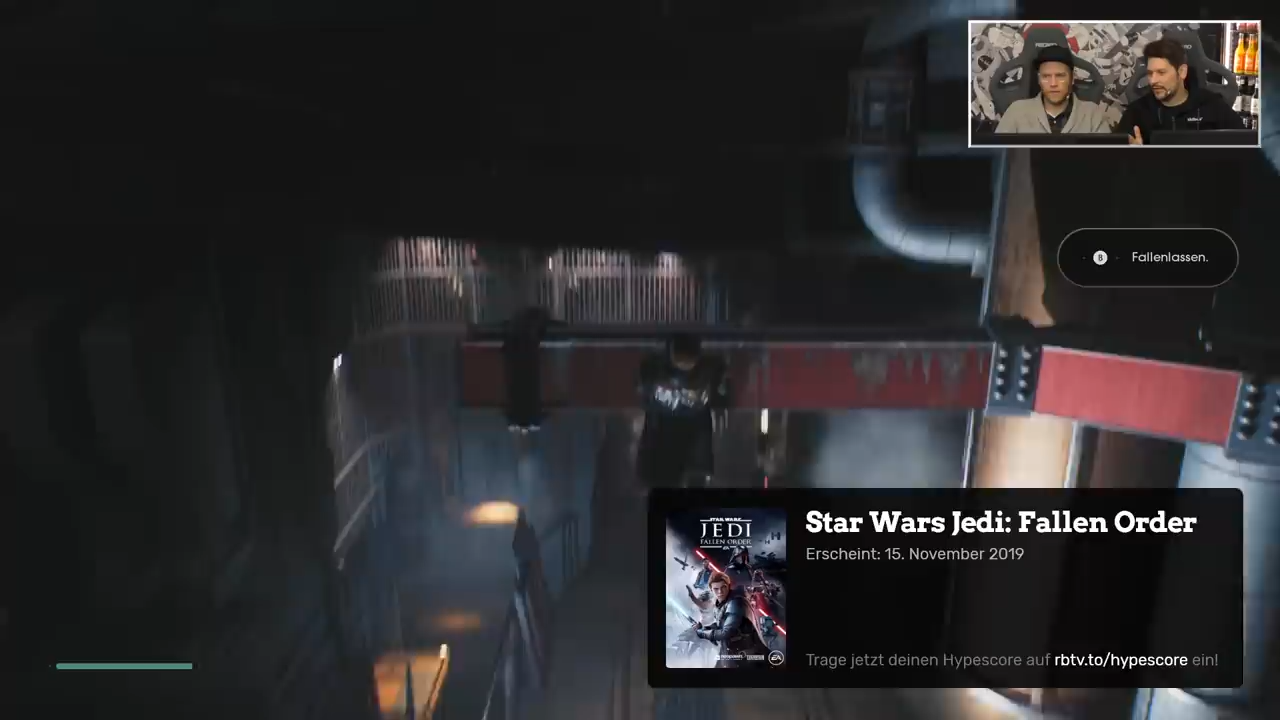 B Fallenlassen.
STAR WARS
JEDI
FALLEN ORDER
EA
Star Wars Jedi: Fallen Order
Erscheint: 15. November 2019
Trage jetzt deinen Hypescore auf rbtv.to/hypescore ein!